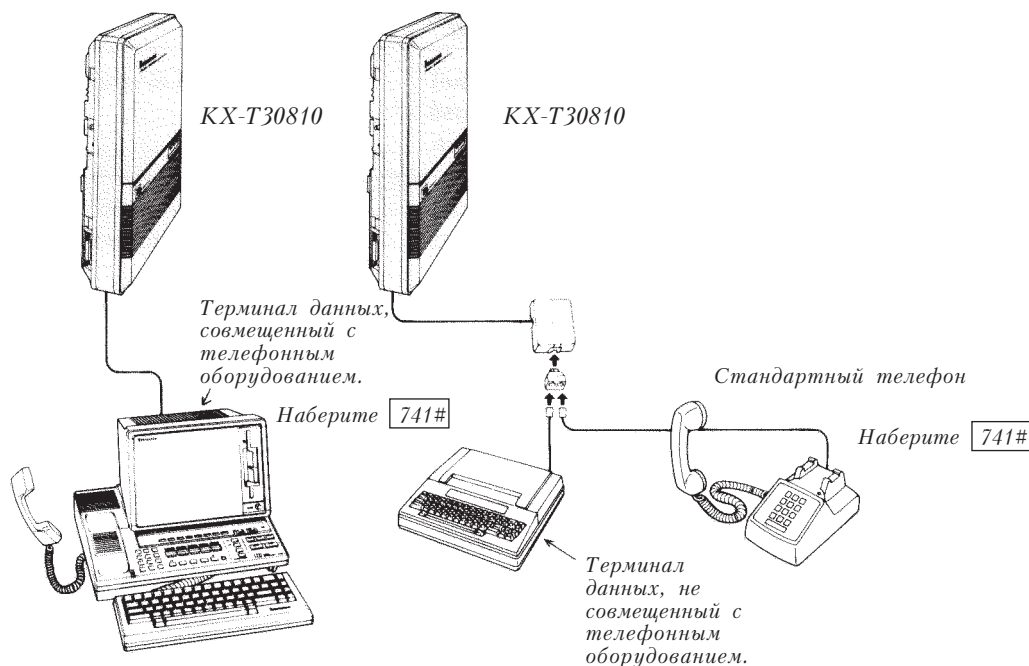 KX-T30810
KX-T30810
Терминал данных,
совмещенный с
телефонным
оборудованием.
Наберите 741#
Стандартный телефон
Наберите 741#
Терминал
данных, не
совмещенный с
телефонным
оборудованием.